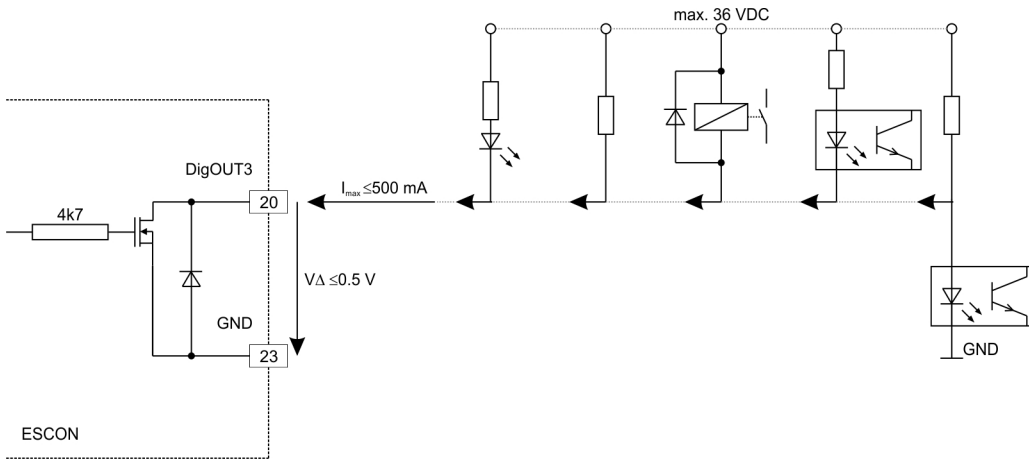 max. 36 VDC
DigOUT3
20
Imax ≤500 mA
4k7
V∆ ≤0.5 V
GND
23
GND
ESCON